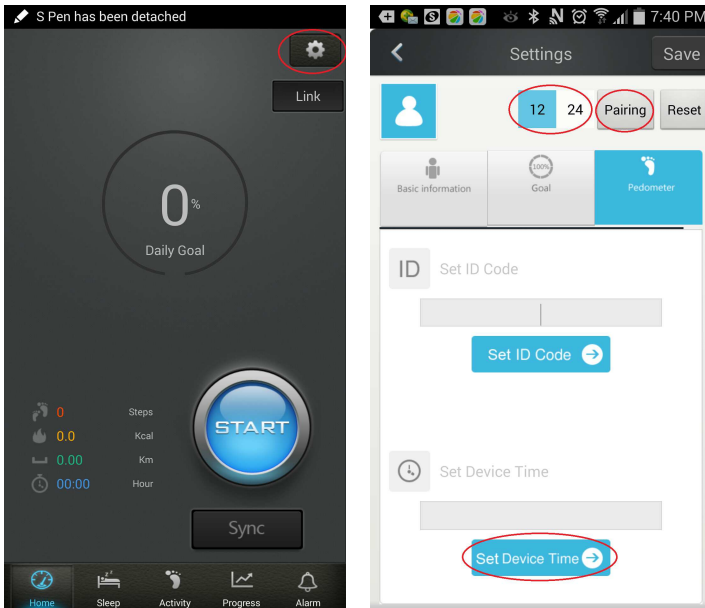 S Pen has been detached
Link
0%
Daily Goal
0 Steps
0.0 Kcal
0.00 Km
00:00 Hour
START
Sync
Home Sleep Activity Progress Alarm
7:40 PM
Settings Save
12 24 Pairing Reset
Basic information 100% Goal Pedometer
ID Set ID Code
Set ID Code
Set Device Time
Set Device Time